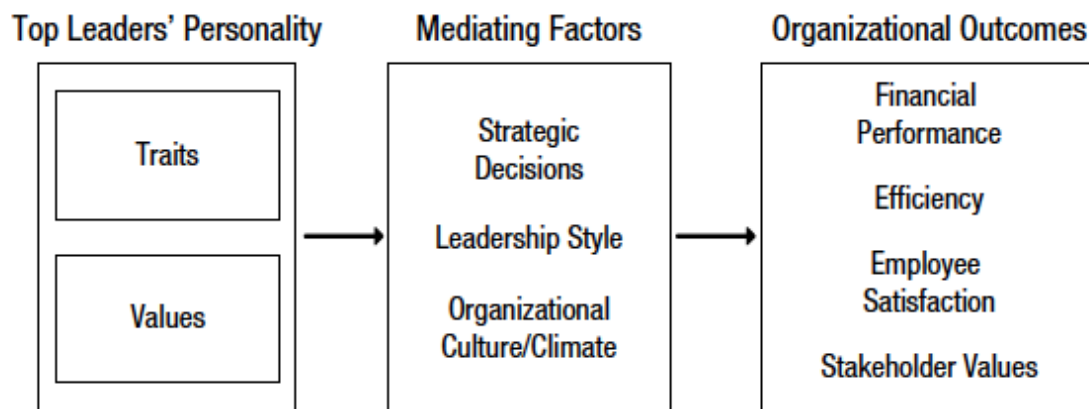 Top Leaders' Personality
Traits
Values
Mediating Factors
Strategic
Decisions
Leadership Style
Organizational
Culture/Climate
Organizational Outcomes
Financial
Performance
Efficiency
Employee
Satisfaction
Stakeholder Values